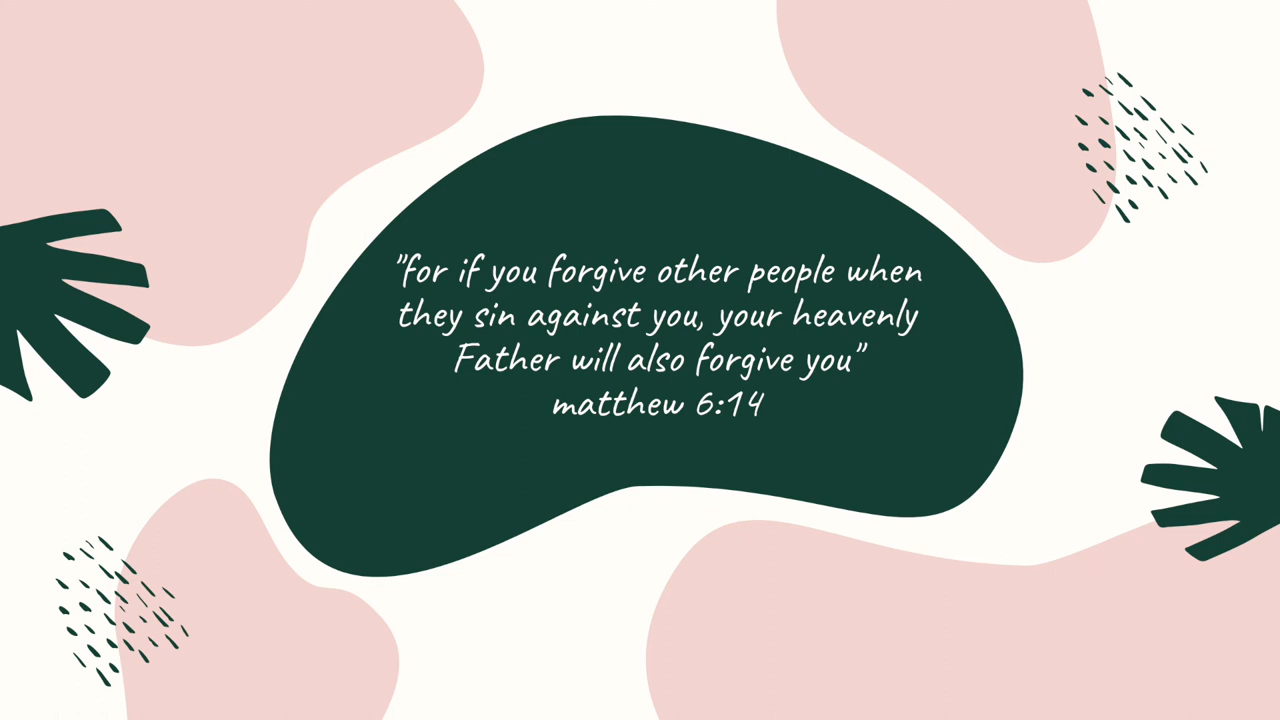 "for if you forgive other people when
they sin against you, your heavenly
Father will also forgive you"
matthew 6:14